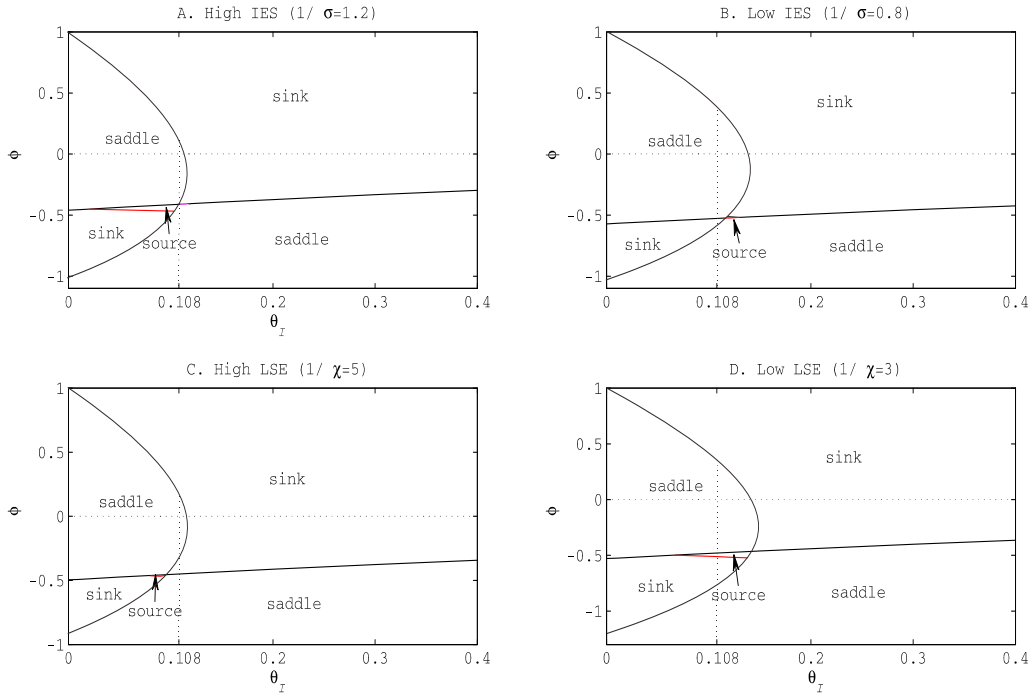 A. High IES (1/ σ=1.2)
1
0.5
0
-0.5
-1
ϕ
sink
saddle
sink
source
saddle
0
0.108
0.2
0.3
0.4
θ_I
B. Low IES (1/ σ=0.8)
1
0.5
0
-0.5
-1
ϕ
sink
saddle
sink
source
saddle
0
0.108
0.2
0.3
0.4
θ_I
C. High LSE (1/ χ=5)
1
0.5
0
-0.5
-1
ϕ
sink
saddle
sink
source
saddle
0
0.108
0.2
0.3
0.4
θ_I
D. Low LSE (1/ χ=3)
1
0.5
0
-0.5
-1
ϕ
sink
saddle
sink
source
saddle
0
0.108
0.2
0.3
0.4
θ_I